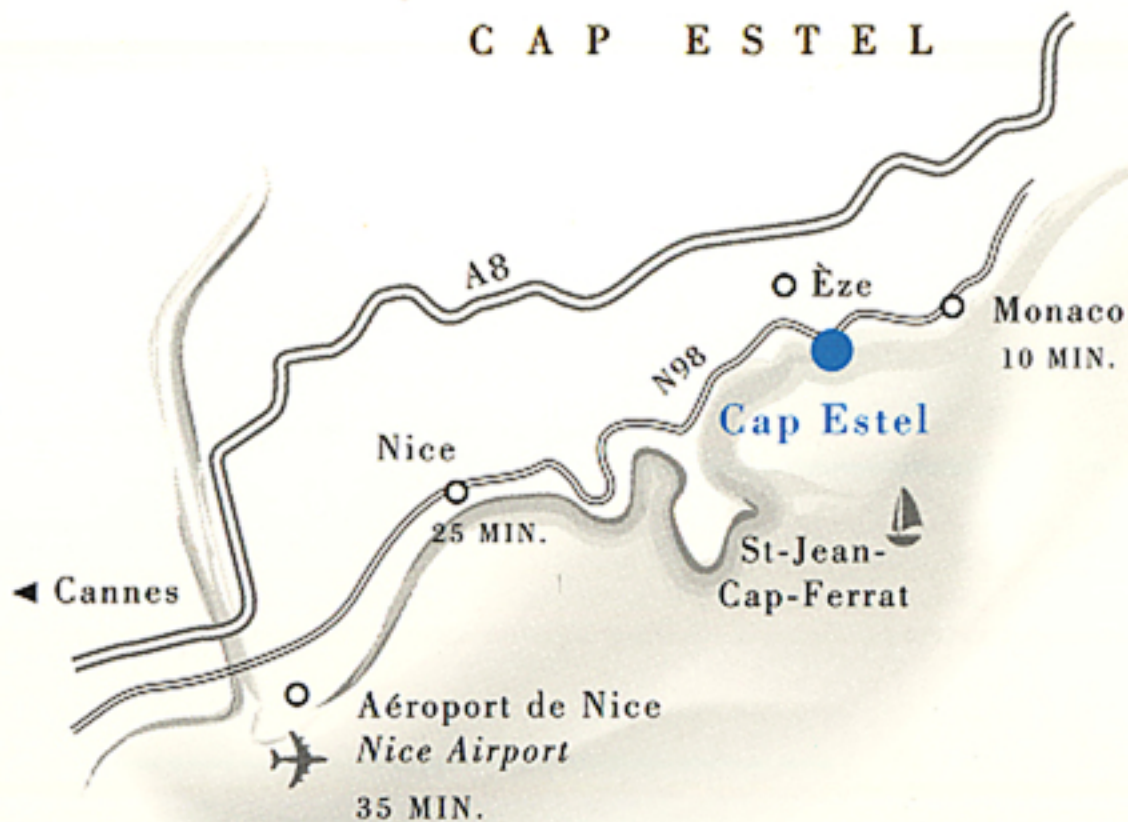 CAP ESTEL
A8
Èze
Monaco
10 MIN.
N98
Cap Estel
Nice
25 MIN.
St-Jean-
Cap-Ferrat
◄ Cannes
Aéroport de Nice
Nice Airport
35 MIN.